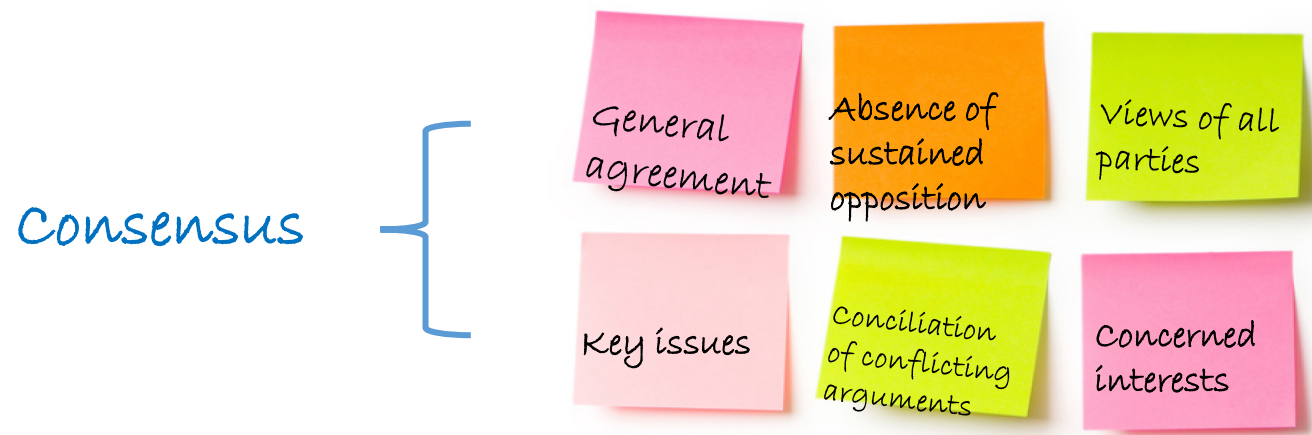 Consensus
General
agreement
Absence of
sustained
opposition
Views of all
parties
Key issues
Conciliation
of conflicting
arguments
Concerned
interests